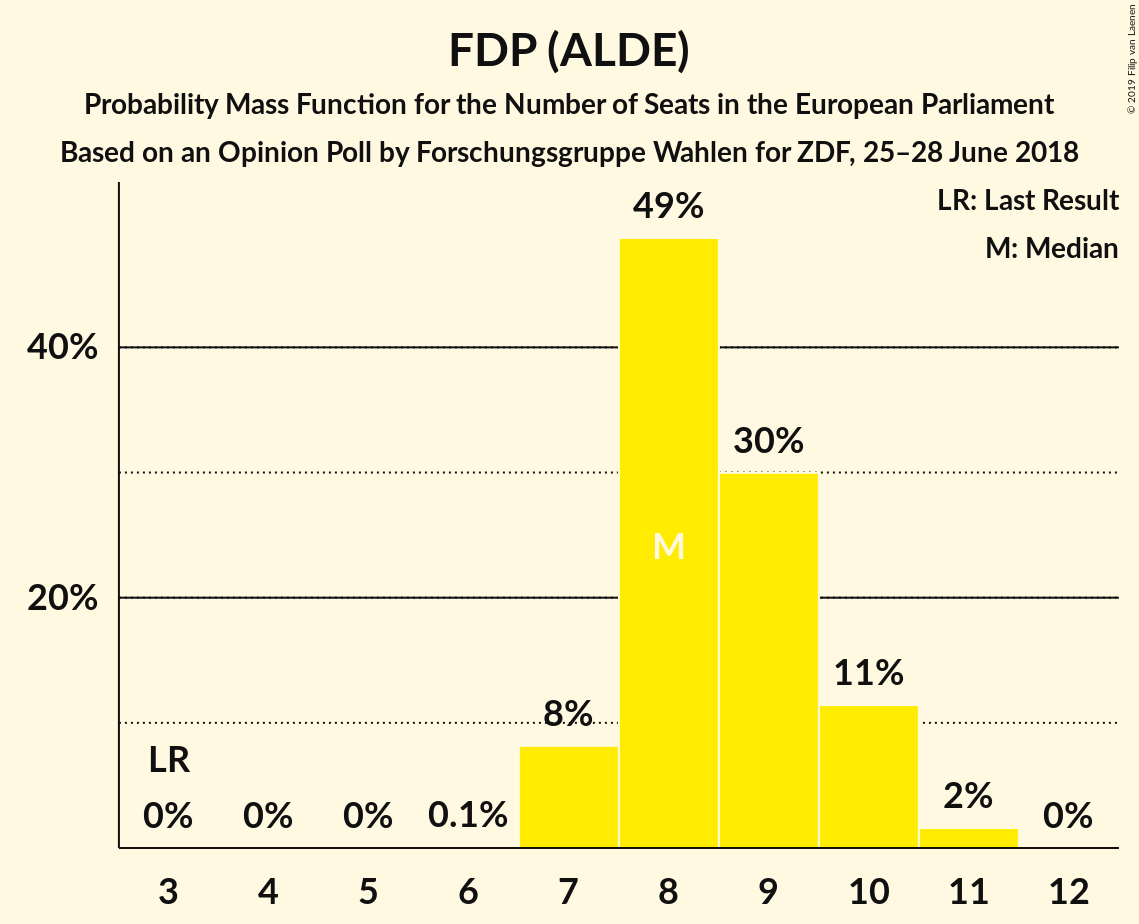 FDP (ALDE)
Probability Mass Function for the Number of Seats in the European Parliament
Based on an Opinion Poll by Forschungsgruppe Wahlen for ZDF, 25–28 June 2018
© 2019 Filip van Laenen
LR: Last Result
M: Median
49%
40%
30%
M
20%
11%
8%
LR
2%
0% 0% 0% 0.1% 0%
3 4 5 6 7 8 9 10 11 12